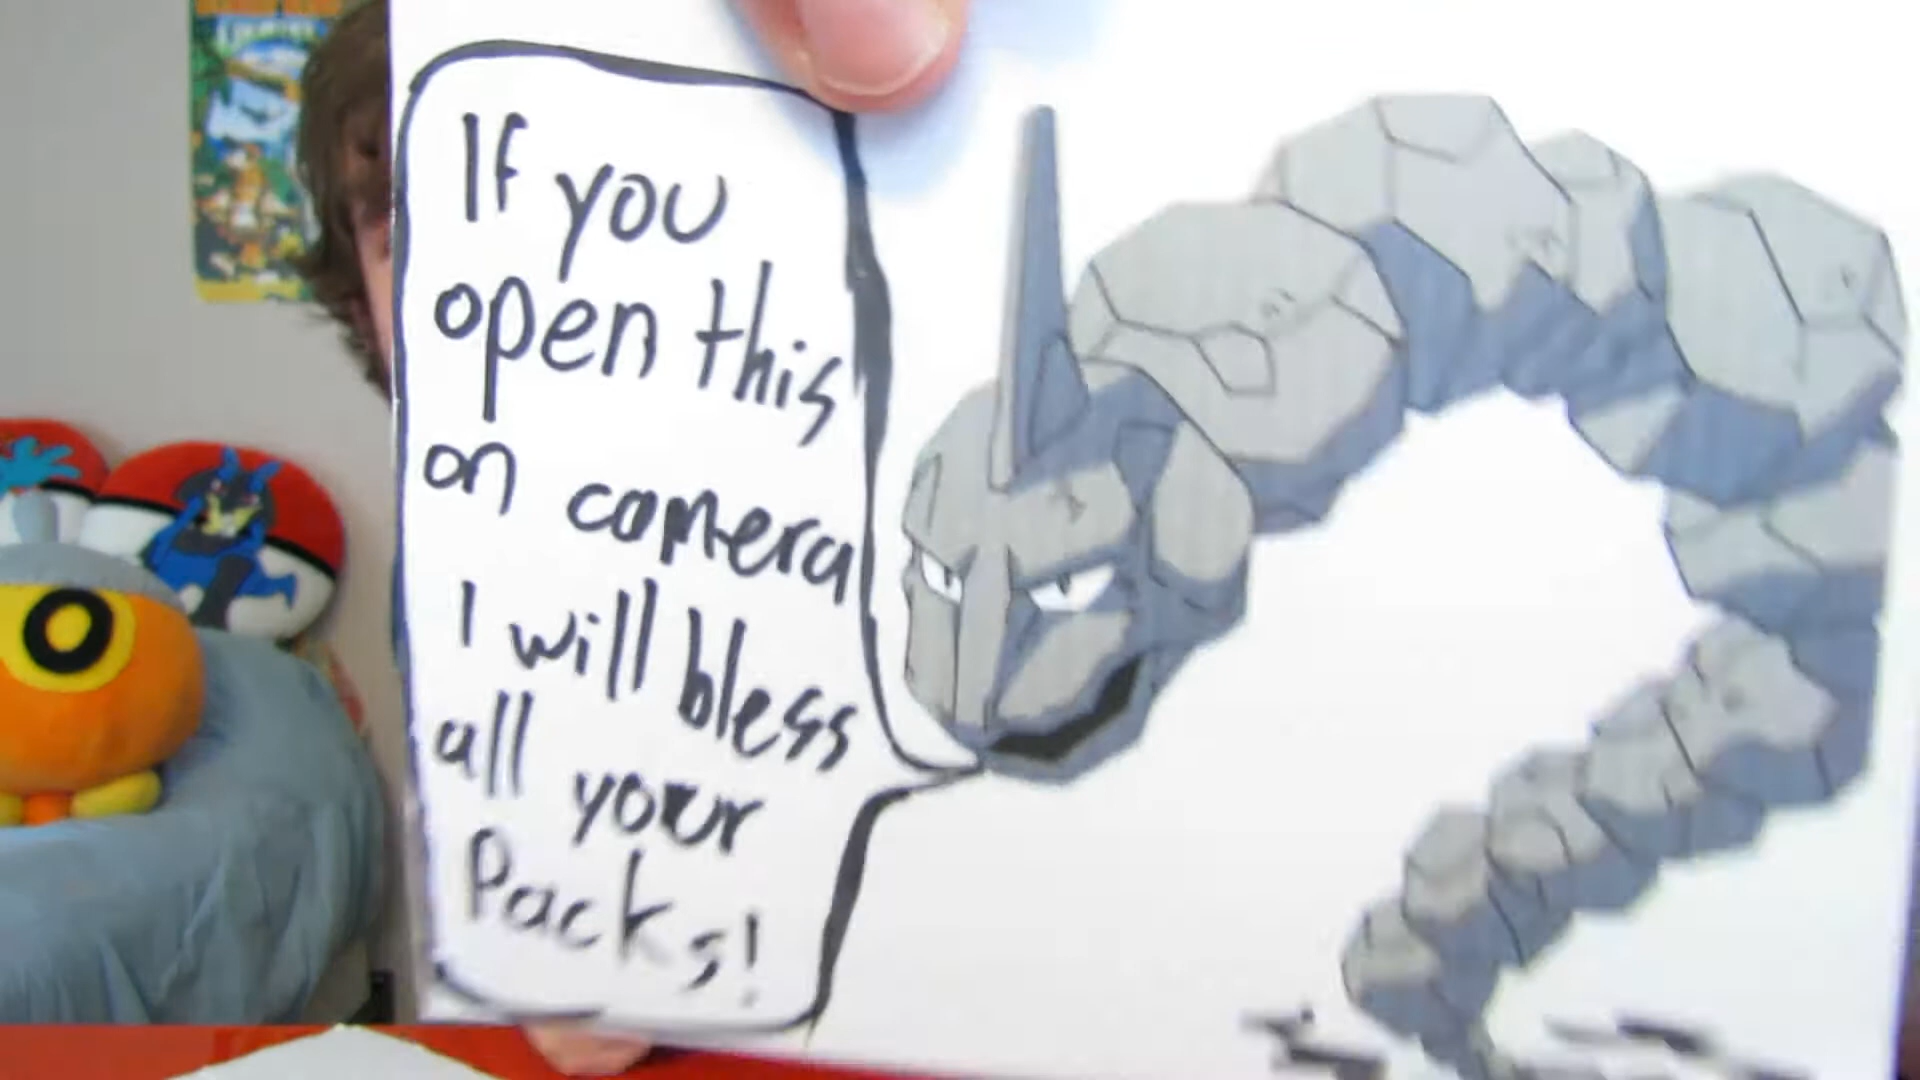 If you
open this
on camera
I will bless
all your
Packs!